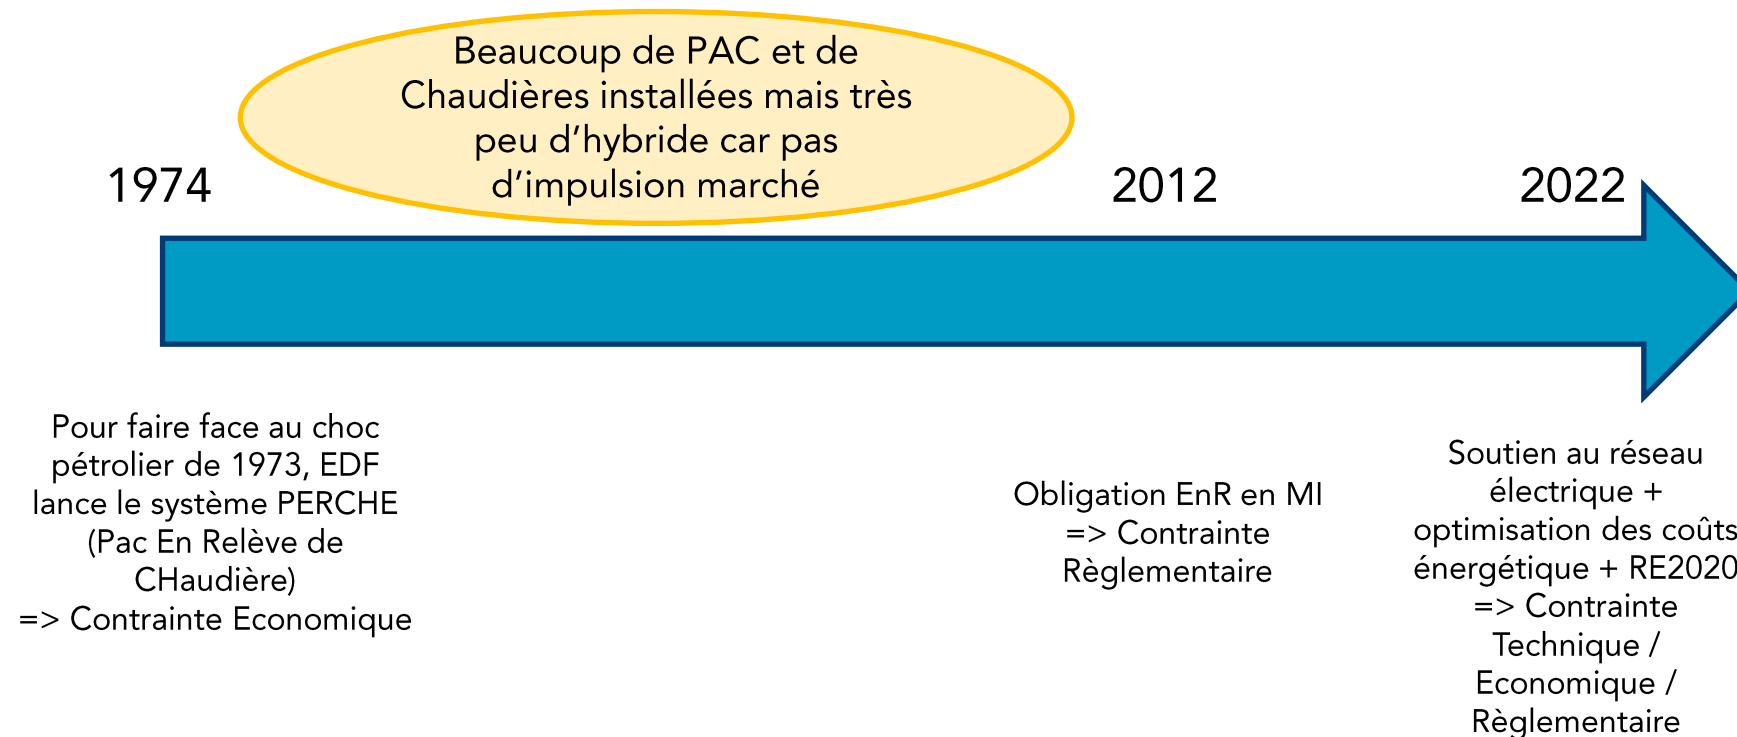 Beaucoup de PAC et de
Chaudières installées mais très
peu d’hybride car pas
d’impulsion marché
1974
2012
2022
Pour faire face au choc
pétrolier de 1973, EDF
lance le système PERCHE
(Pac En Relève de
CHaudière)
=> Contrainte Economique
Obligation EnR en MI
=> Contrainte
Règlementaire
Soutien au réseau
électrique +
optimisation des coûts
énergétique + RE2020
=> Contrainte
Technique /
Economique /
Règlementaire